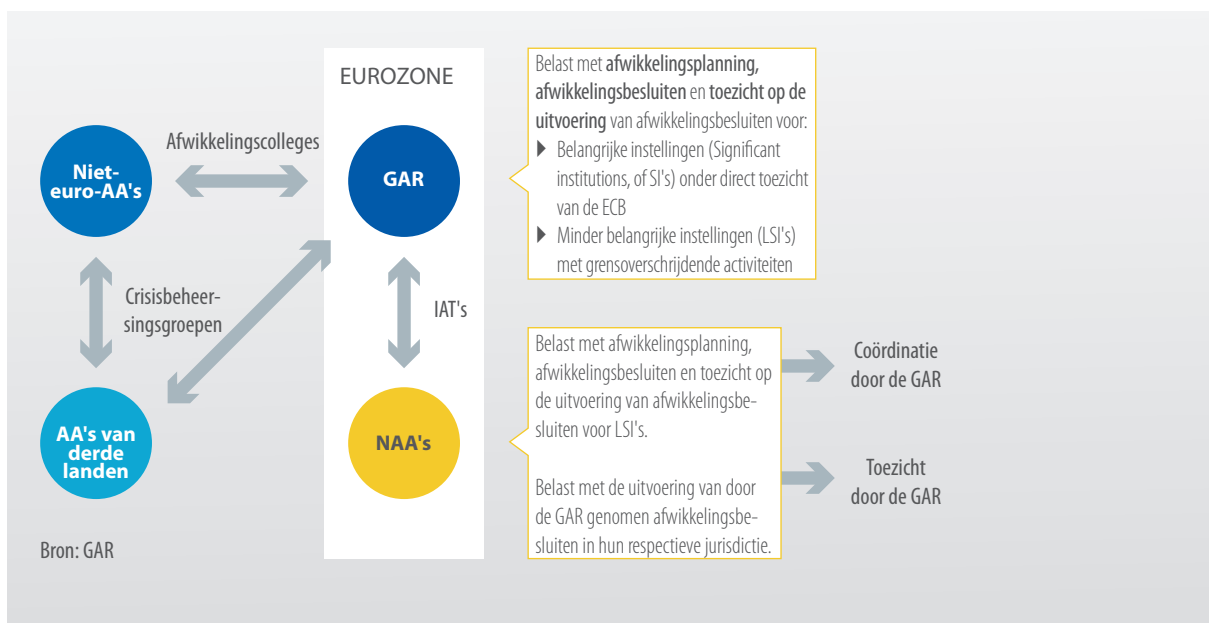 EUROZONE
Afwikkelingscolleges
Niet-
euro-AA's
GAR
Crisisbeheer-
singsgroepen
IAT's
AA's van
derde
landen
NAA's
Bron: GAR
Belast met afwikkelingsplanning,
afwikkelingsbesluiten en toezicht op de
uitvoering van afwikkelingsbesluiten voor:
Belangrijke instellingen (Significant
institutions, of SI's) onder direct toezicht
van de ECB
Minder belangrijke instellingen (LSI's)
met grensoverschrijdende activiteiten
Belast met afwikkelingsplanning,
afwikkelingsbesluiten en toezicht op
de uitvoering van afwikkelingsbe-
sluiten voor LSI's.
Belast met de uitvoering van door
de GAR genomen afwikkelingsbe-
sluiten in hun respectieve jurisdictie.
Coördinatie
door de GAR
Toezicht
door de GAR